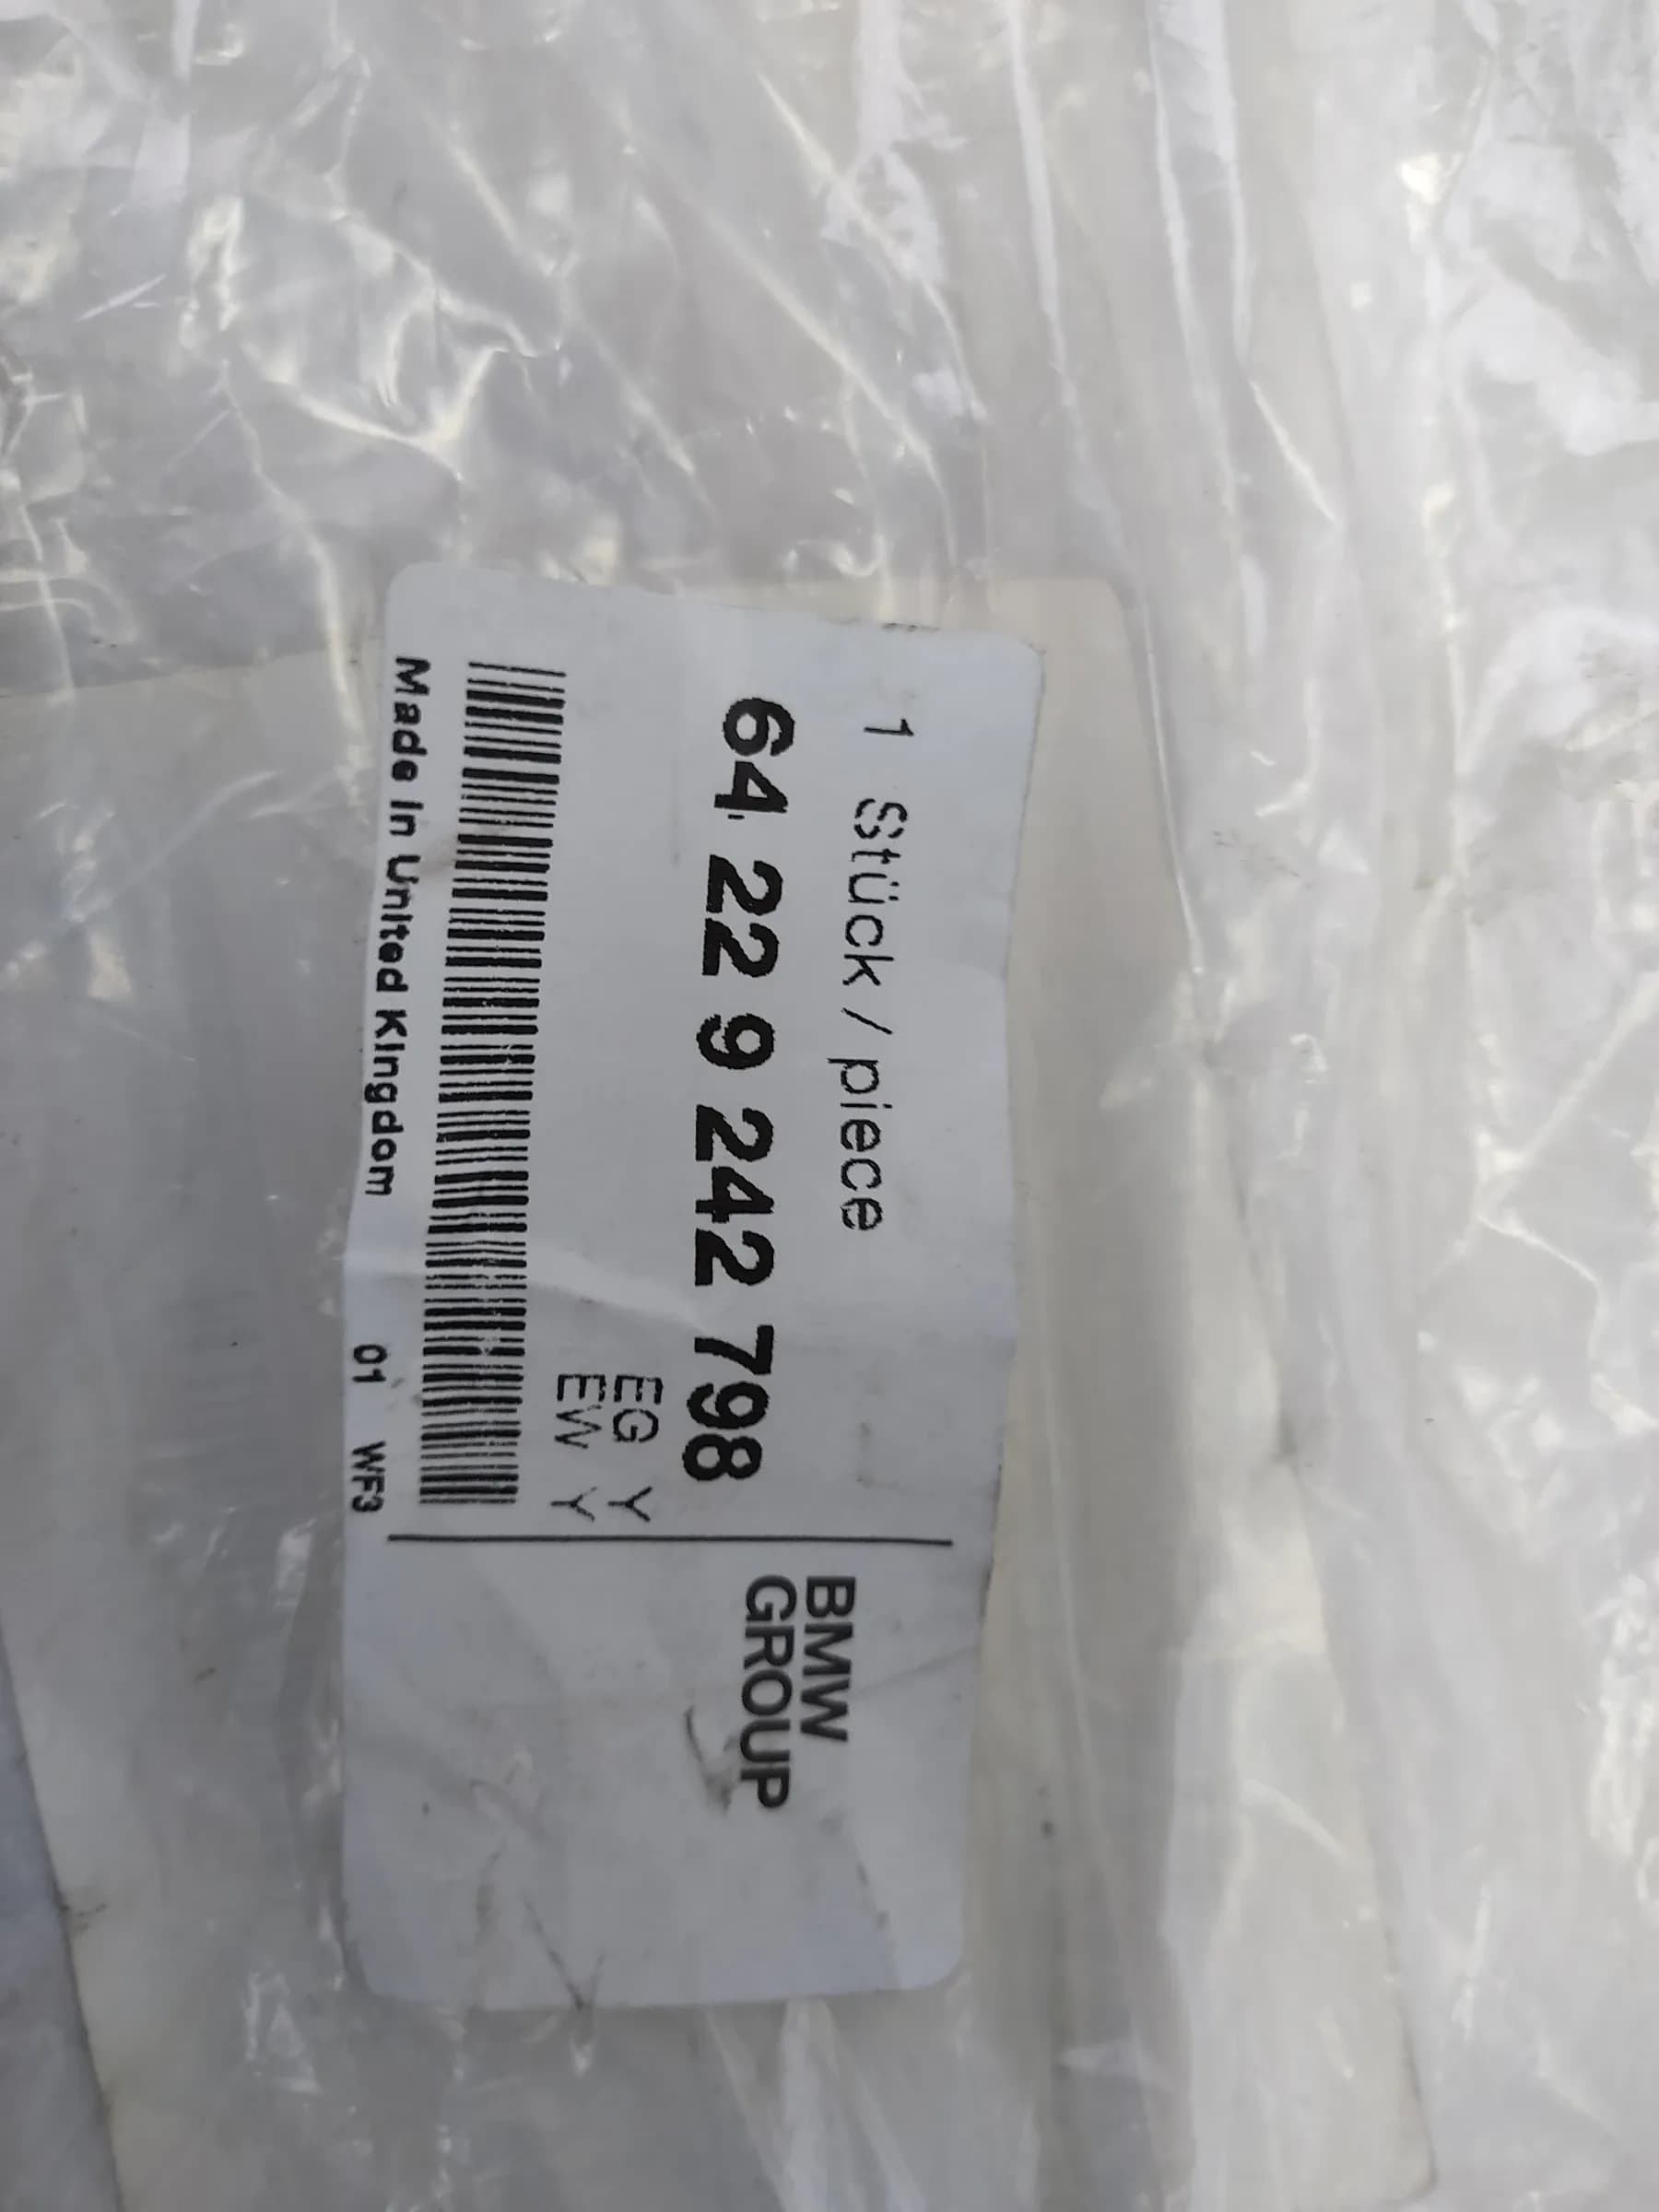 1 Stück / piece
64 22 9 242 798
EG Y
EW Y
Made in United Kingdom
01 WF3
BMW
GROUP